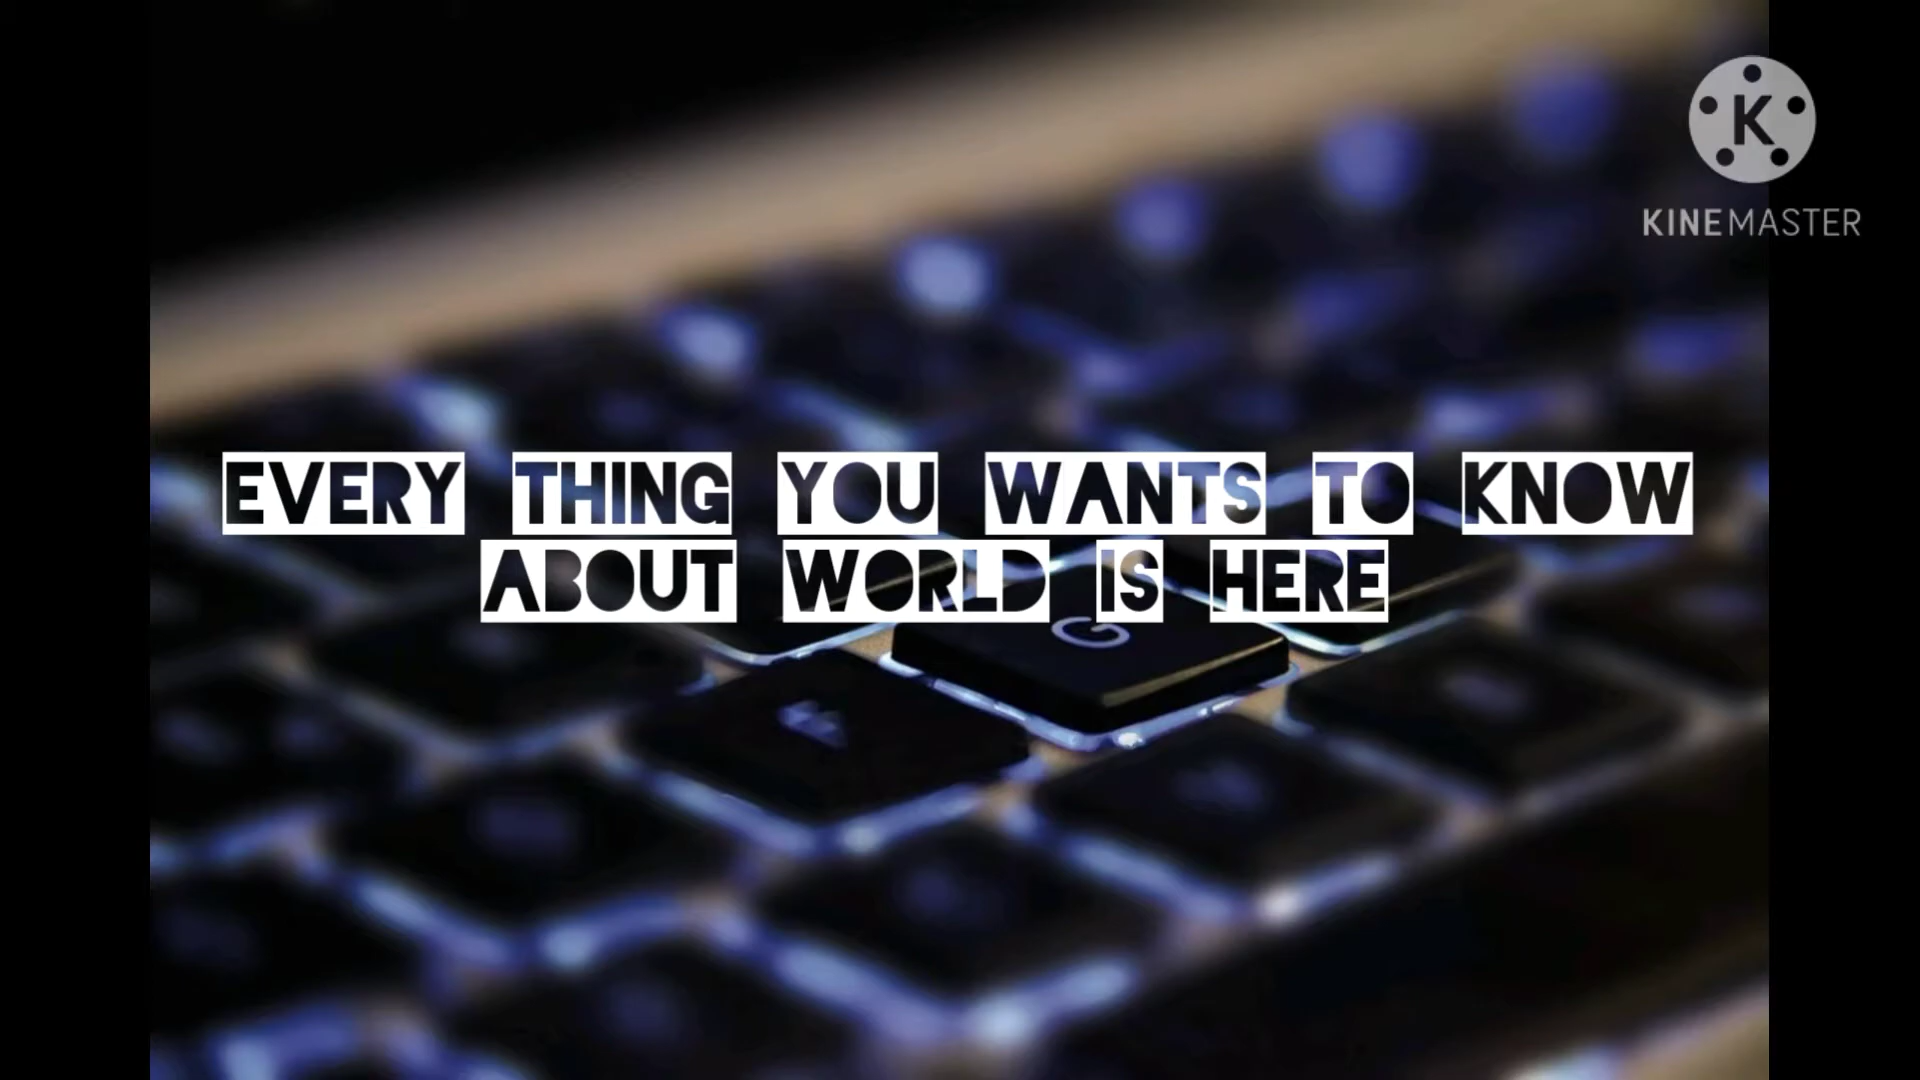 K
KINEMASTER
EVERY THING YOU WANTS TO KNOW
ABOUT WORLD IS HERE
G